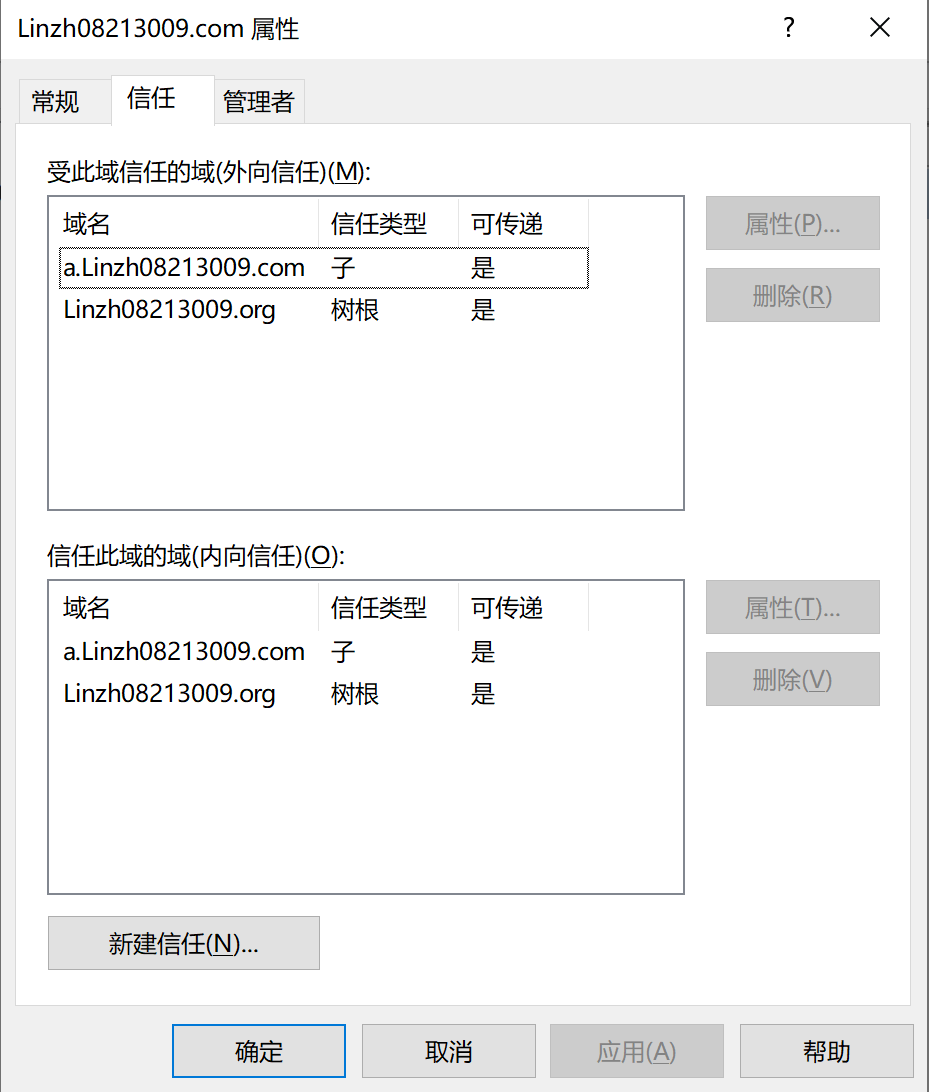 Linzh08213009.com 属性 ?
常规 信任 管理者
受此域信任的域(外向信任)(M):
域名 信任类型 可传递 属性(P)...
a.Linzh08213009.com 子 是
删除(R)
Linzh08213009.org 树根 是
信任此域的域(内向信任)(O):
域名 信任类型 可传递 属性(T)...
a.Linzh08213009.com 子 是
删除(V)
Linzh08213009.org 树根 是
新建信任(N)...
确定 取消 应用(A) 帮助